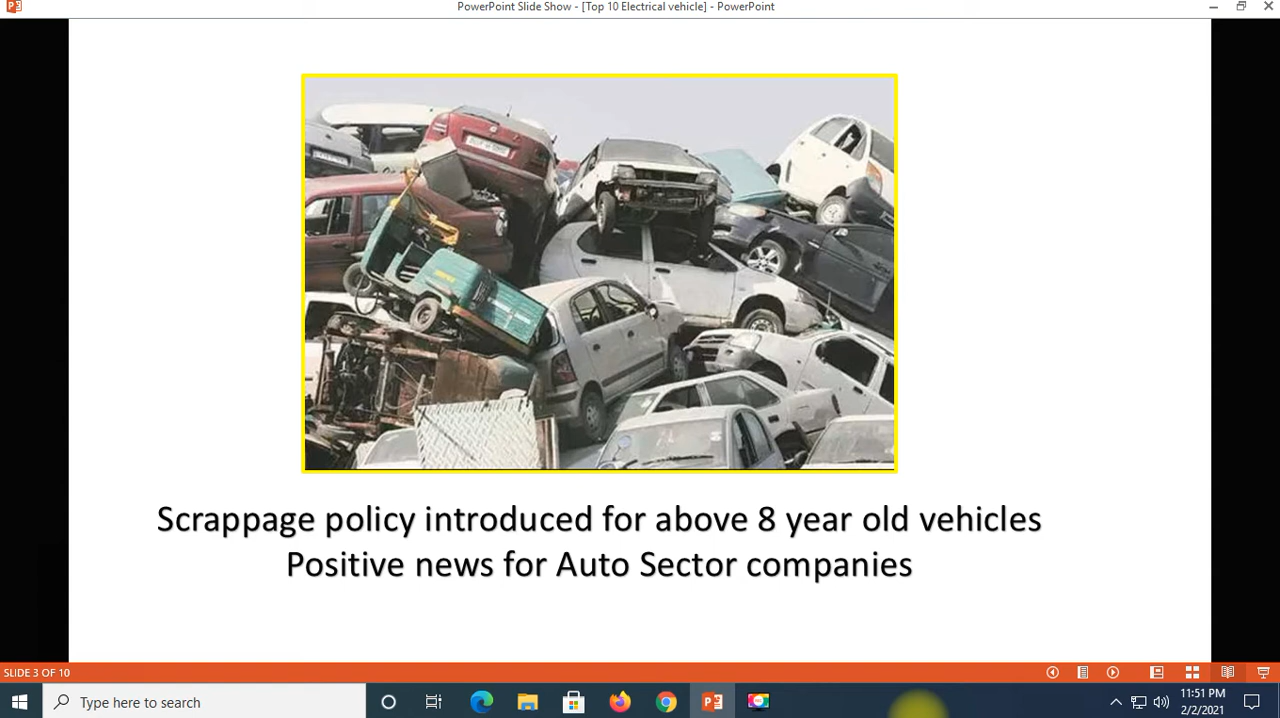 PowerPoint Slide Show - [Top 10 Electrical vehicle] - PowerPoint
Scrappage policy introduced for above 8 year old vehicles
Positive news for Auto Sector companies
SLIDE 3 OF 10
Type here to search
11:51 PM
2/2/2021